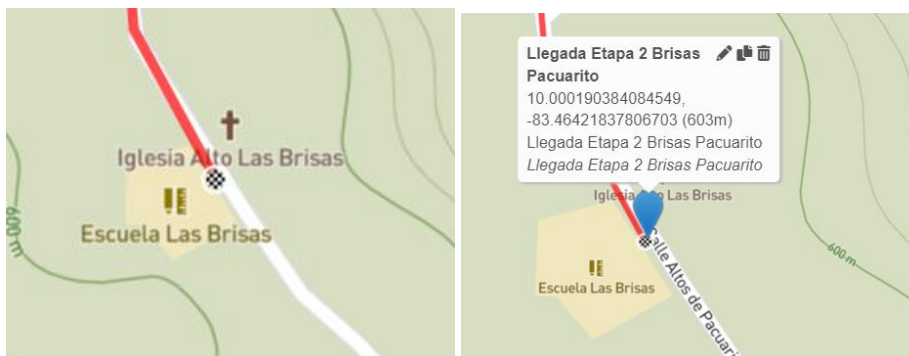 Iglesia Alto Las Brisas
Escuela Las Brisas
600 m
Llegada Etapa 2 Brisas
Pacuarito
10.000190384084549,
-83.46421837806703 (603m)
Llegada Etapa 2 Brisas Pacuarito
Llegada Etapa 2 Brisas Pacuarito
Iglesia Alto Las Brisas
Calle Altos de Pacuari
Escuela Las Brisas
600 m